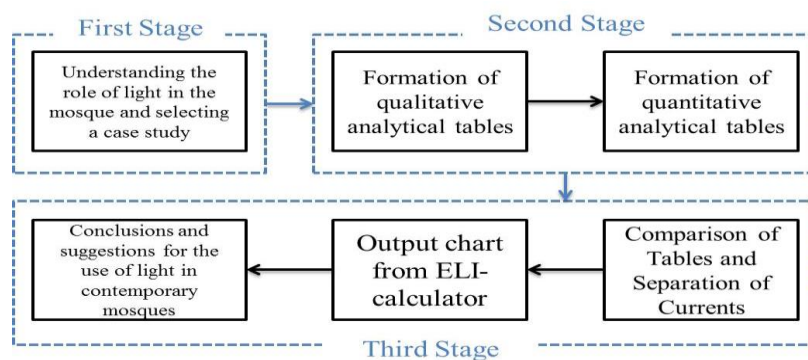 First Stage
Second Stage
Understanding the
role of light in the
mosque and selecting
a case study
Formation of
qualitative
analytical tables
Formation of
quantitative
analytical tables
Conclusions and
suggestions for the
use of light in
contemporary
mosques
Output chart
from ELI-
calculator
Comparison of
Tables and
Separation of
Currents
Third Stage